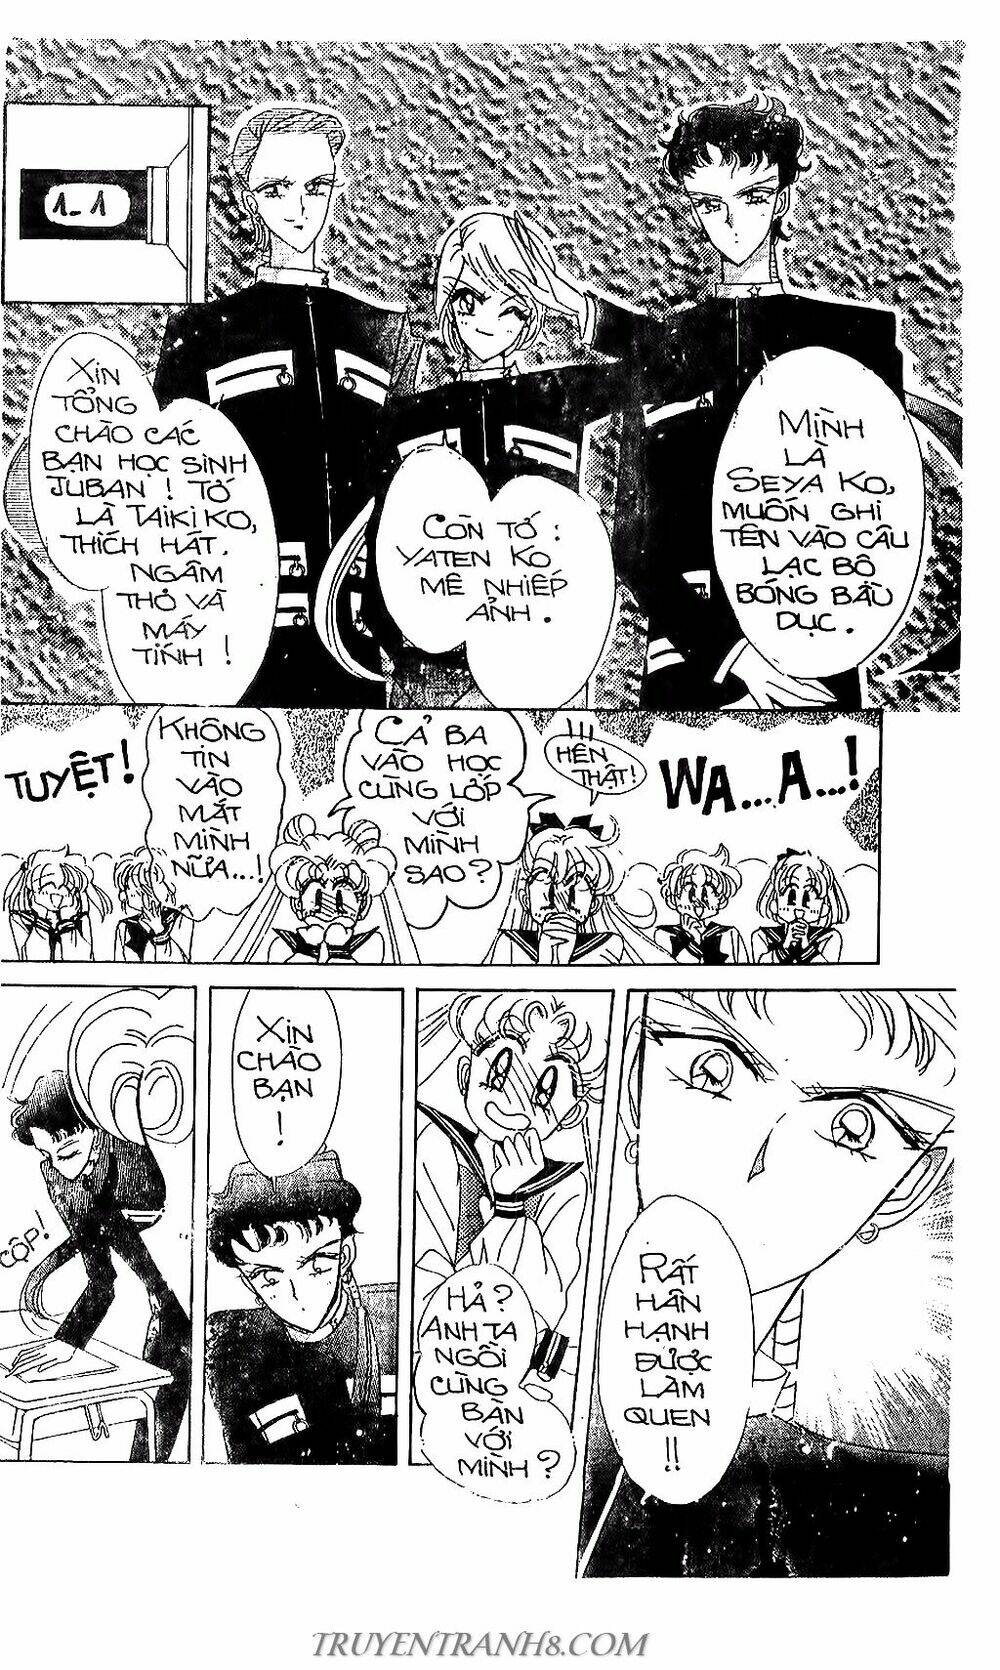 1_1
XIN
TỔNG
CHÀO CÁC
BẠN HỌC SINH
JUBAN ! TỚ
LÀ TAIKI KO,
THÍCH HÁT.
NGÂM
THƠ VÀ
MÁY
TÍNH !
CÒN TỚ :
YATEN KO
MÊ NHIẾP
ẢNH .
MÌNH
LÀ
SEYA KO,
MUỐN GHI
TÊN VÀO CÂU
LẠC BỘ
BÓNG BẦU
DỤC .
TUYỆT !
KHÔNG
TIN
VÀO
MẮT
MÌNH
NỮA...!
CẢ BA
VÀO HỌC
CÙNG LỚP
VỚI
MÌNH
SAO?
!!!
HÊN
THẬT!
WA...A...!
CỘP!
XIN
CHÀO
BẠN
!
HẢ?
ANH TA
NGỒI
CÙNG
BÀN
VỚI
MÌNH ?
RẤT
HÂN
HẠNH
ĐƯỢC
LÀM
QUEN
!!
TRUYENTRANH8.COM